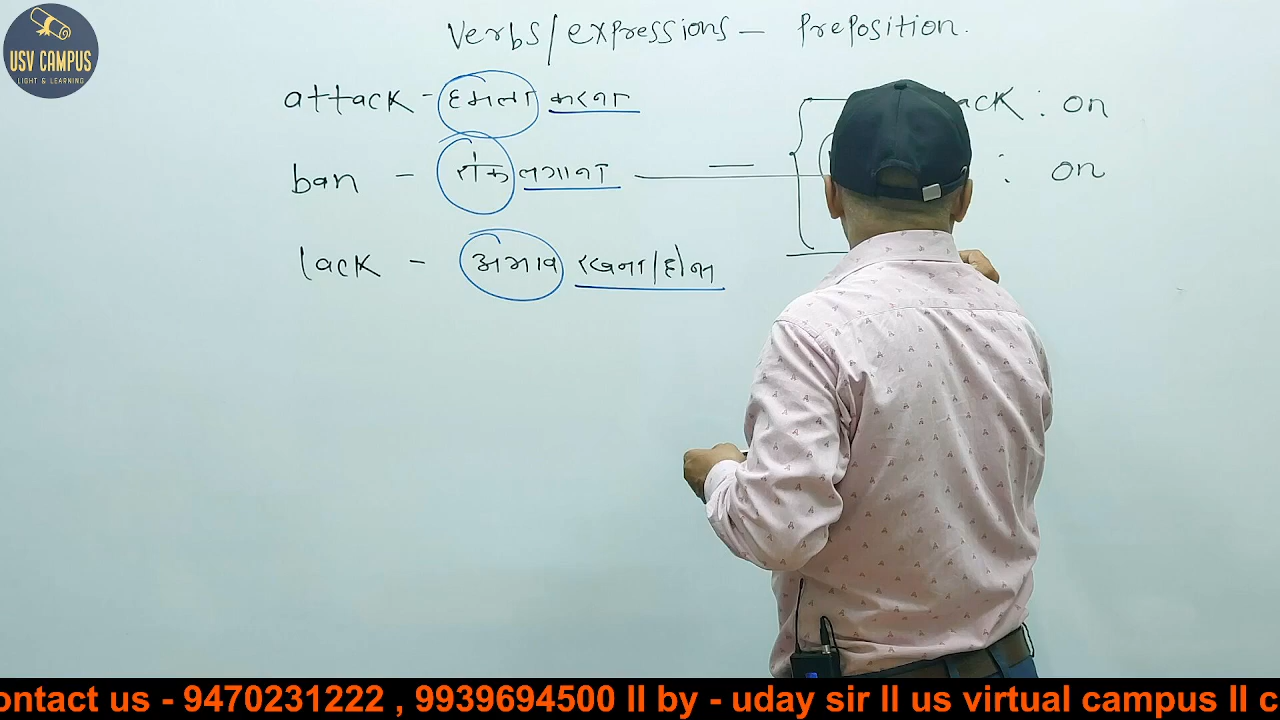 USV CAMPUS
LIGHT & LEARNING
Verbs/expressions — Preposition.
attack - हमला करना
: on
ban - रोक लगाना —
: on
lack - अभाव रखना/होना
ontact us - 9470231222 , 9939694500 II by - uday sir II us virtual campus II c